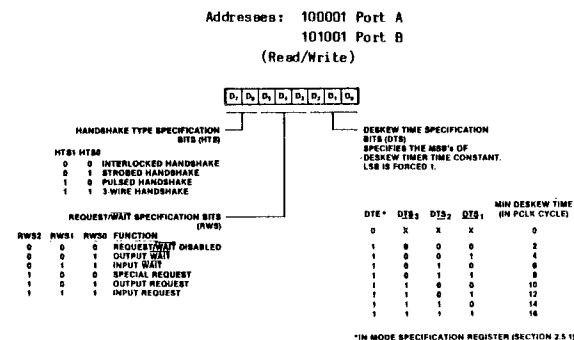 Addresses: 100001 Port A
101001 Port B
(Read/Write)
D7 D6 D5 D4 D3 D2 D1 D0
HANDSHAKE TYPE SPECIFICATION
BITS (HTS)
HTS1 HTS0
0 0 INTERLOCKED HANDSHAKE
0 1 STROBED HANDSHAKE
1 0 PULSED HANDSHAKE
1 1 3-WIRE HANDSHAKE
REQUEST/WAIT SPECIFICATION BITS
(RWS)
RWS2 RWS1 RWS0 FUNCTION
0 0 0 REQUEST/WAIT DISABLED
0 0 1 OUTPUT WAIT
0 1 1 INPUT WAIT
1 0 0 SPECIAL REQUEST
1 0 1 OUTPUT REQUEST
1 1 1 INPUT REQUEST
DESKEW TIME SPECIFICATION
BITS (DTS)
SPECIFIES THE MSB's OF
DESKEW TIMER TIME CONSTANT.
LSB IS FORCED 1.
DTE* DTS3 DTS2 DTS1 MIN DESKEW TIME
(IN PCLK CYCLE)
0 X X X 0
1 0 0 0 2
1 0 0 1 4
1 0 1 0 6
1 0 1 1 8
1 1 0 0 10
1 1 0 1 12
1 1 1 0 14
1 1 1 1 16
*IN MODE SPECIFICATION REGISTER (SECTION 2.5.1)